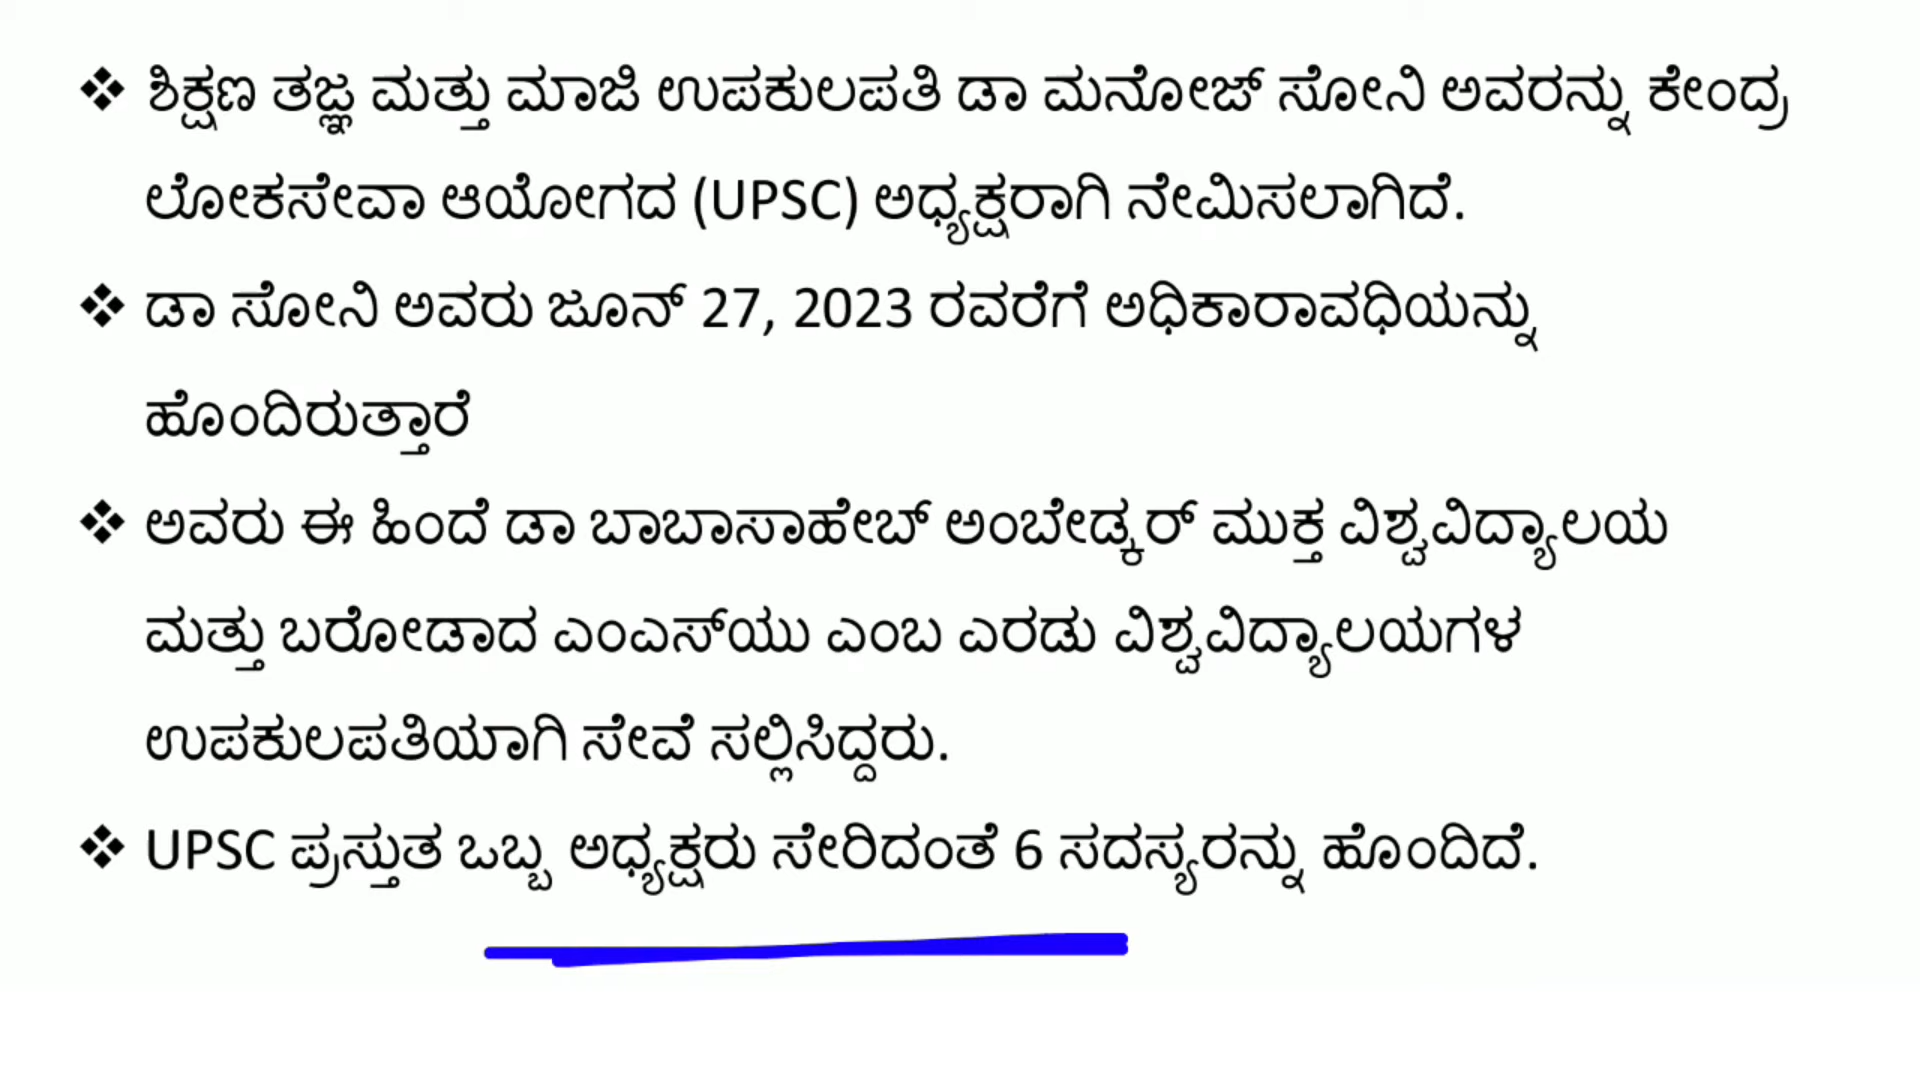 ❖ ಶಿಕ್ಷಣ ತಜ್ಞ ಮತ್ತು ಮಾಜಿ ಉಪಕುಲಪತಿ ಡಾ ಮನೋಜ್ ಸೋನಿ ಅವರನ್ನು ಕೇಂದ್ರ
ಲೋಕಸೇವಾ ಆಯೋಗದ (UPSC) ಅಧ್ಯಕ್ಷರಾಗಿ ನೇಮಿಸಲಾಗಿದೆ.
❖ ಡಾ ಸೋನಿ ಅವರು ಜೂನ್ 27, 2023 ರವರೆಗೆ ಅಧಿಕಾರಾವಧಿಯನ್ನು
ಹೊಂದಿರುತ್ತಾರೆ
❖ ಅವರು ಈ ಹಿಂದೆ ಡಾ ಬಾಬಾಸಾಹೇಬ್ ಅಂಬೇಡ್ಕರ್ ಮುಕ್ತ ವಿಶ್ವವಿದ್ಯಾಲಯ
ಮತ್ತು ಬರೋಡಾದ ಎಂಎಸ್‌ಯು ಎಂಬ ಎರಡು ವಿಶ್ವವಿದ್ಯಾಲಯಗಳ
ಉಪಕುಲಪತಿಯಾಗಿ ಸೇವೆ ಸಲ್ಲಿಸಿದ್ದರು.
❖ UPSC ಪ್ರಸ್ತುತ ಒಬ್ಬ ಅಧ್ಯಕ್ಷರು ಸೇರಿದಂತೆ 6 ಸದಸ್ಯರನ್ನು ಹೊಂದಿದೆ.